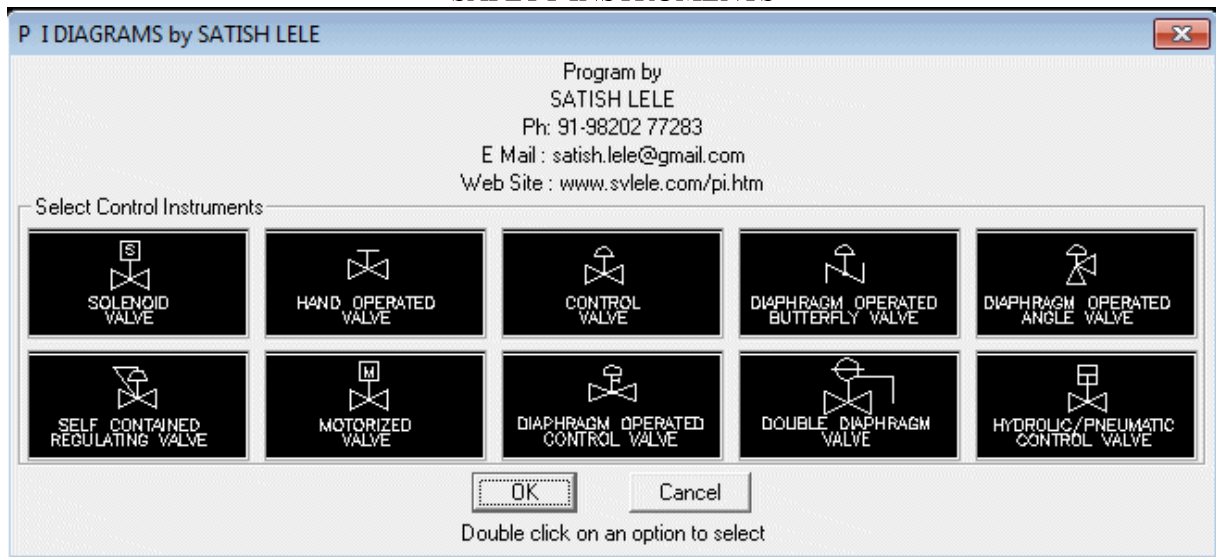 P I DIAGRAMS by SATISH LELE
Program by
SATISH LELE
Ph: 91-98202 77283
E Mail : satish.lele@gmail.com
Web Site : www.svlele.com/pi.htm
Select Control Instruments
S
SOLENOID
VALVE
HAND OPERATED
VALVE
CONTROL
VALVE
DIAPHRAGM OPERATED
BUTTERFLY VALVE
DIAPHRAGM OPERATED
ANGLE VALVE
SELF CONTAINED
REGULATING VALVE
M
MOTORIZED
VALVE
DIAPHRAGM OPERATED
CONTROL VALVE
DOUBLE DIAPHRAGM
VALVE
HYDROLIC/PNEUMATIC
CONTROL VALVE
OK
Cancel
Double click on an option to select